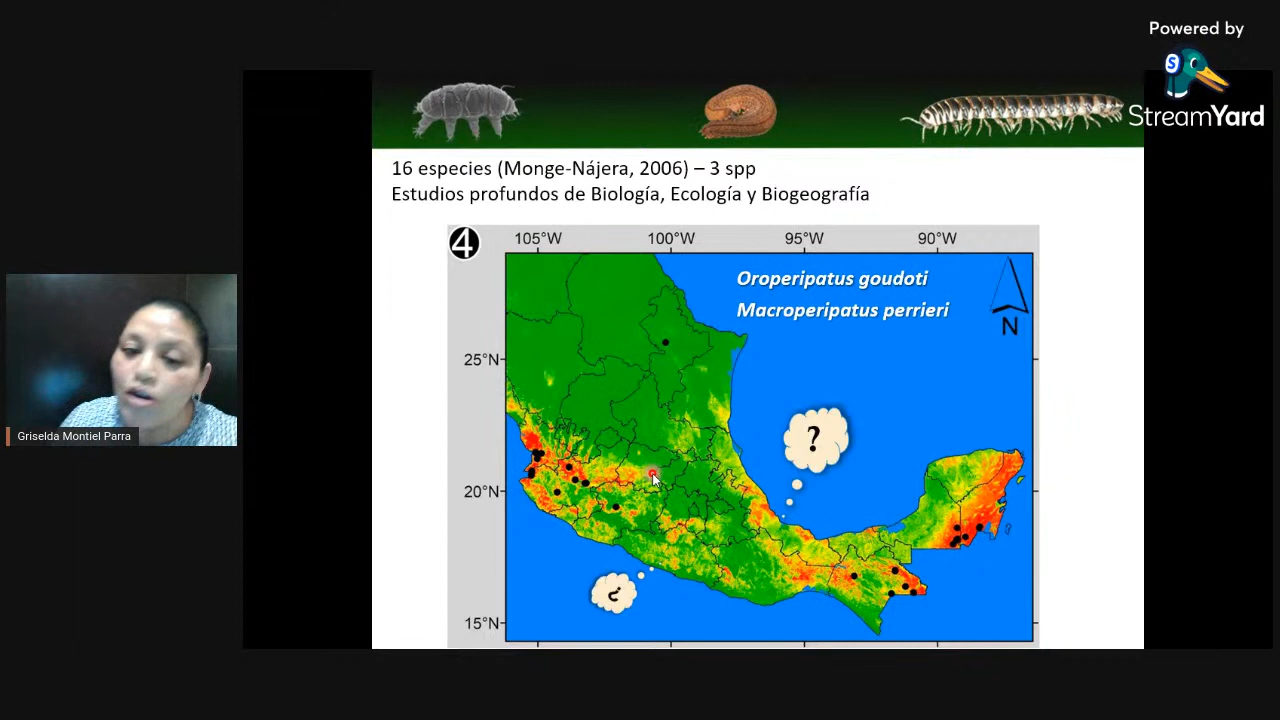 Powered by
StreamYard
16 especies (Monge-Nájera, 2006) – 3 spp
Estudios profundos de Biología, Ecología y Biogeografía
4
105°W 100°W 95°W 90°W
Oroperipatus goudoti
Macroperipatus perrieri
N
25°N
?
20°N
¿
15°N
Griselda Montiel Parra